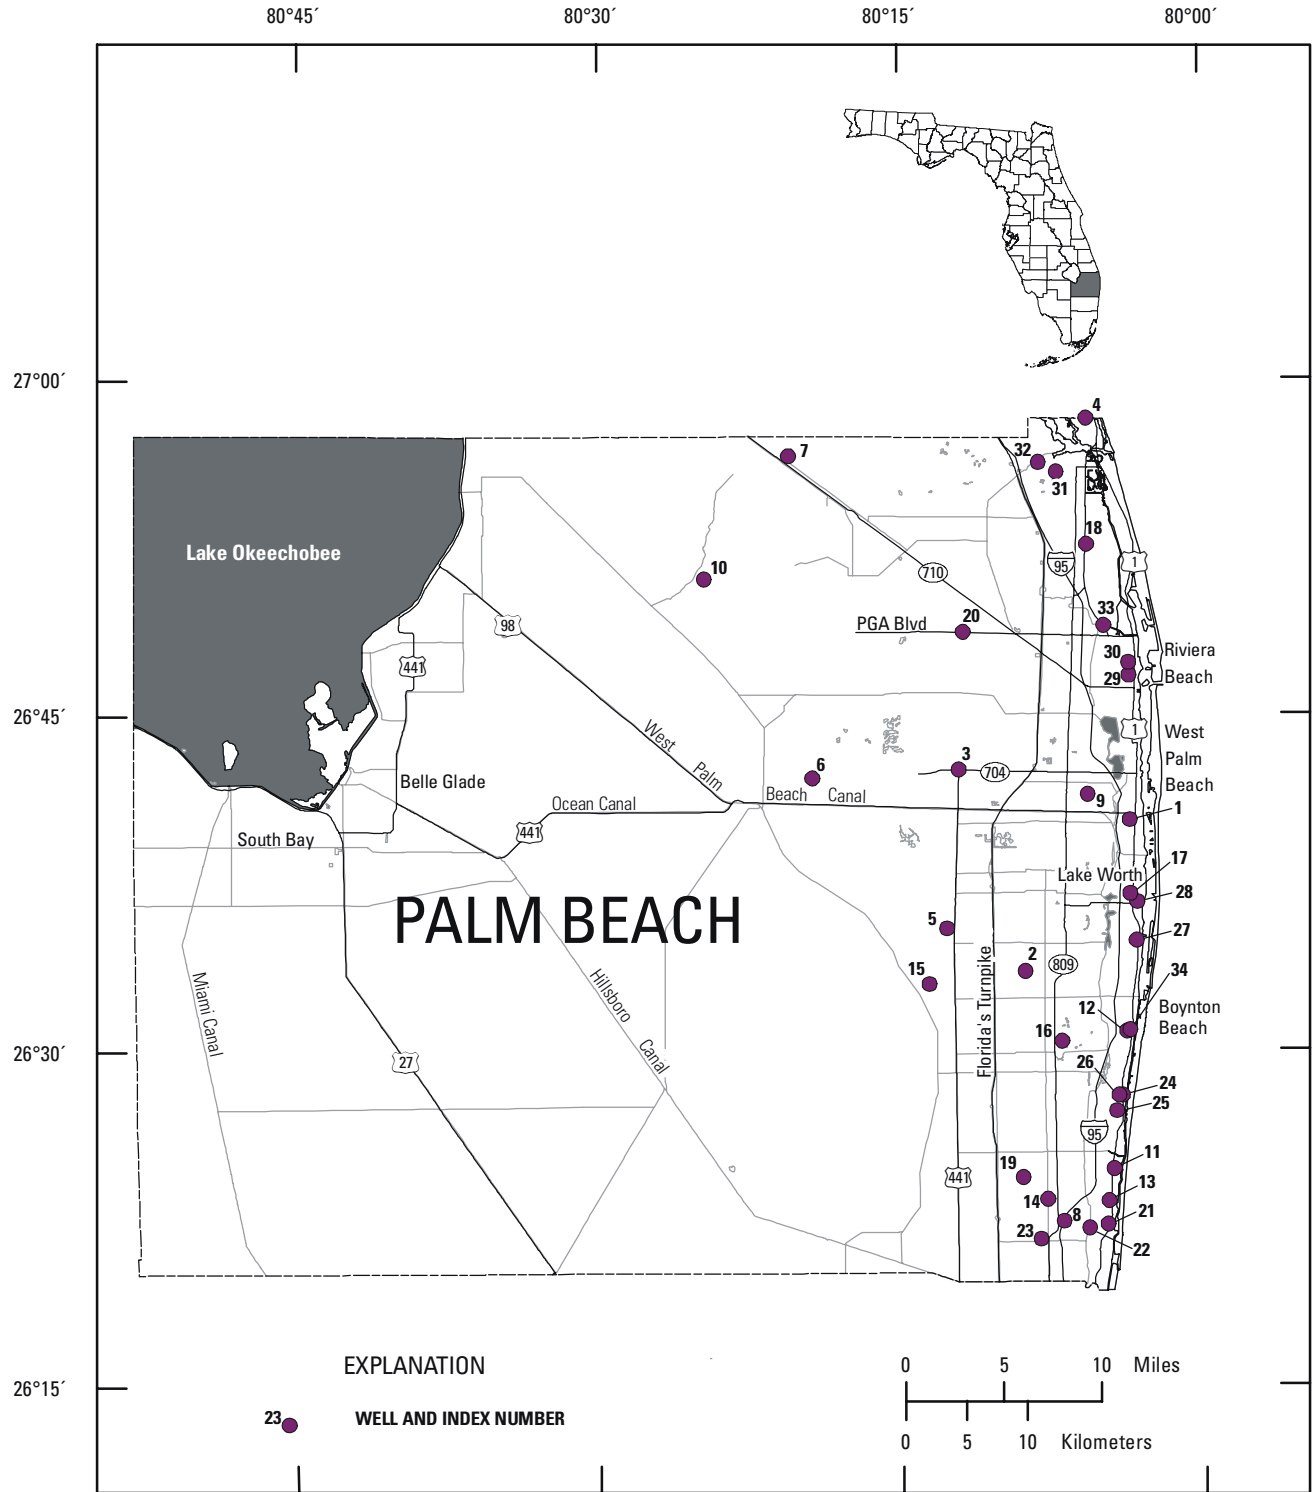 80°45´ 80°30´ 80°15´ 80°00´
27°00´
4
7
32
31
Lake Okeechobee
18
10
95
1
710
98
33
PGA Blvd
20
441
30
Riviera
29
Beach
26°45´
1
West
West
Palm
Palm
Beach
3
6
704
Belle Glade
9
Beach Canal
Ocean Canal
1
441
South Bay
17
Lake Worth
28
PALM BEACH
5
27
2
809
34
15
Florida's Turnpike
Miami Canal
Hillsboro
Canal
12
Boynton
Beach
16
26°30´
27
26
24
25
95
11
19
441
13
14
8
21
23
22
EXPLANATION
0 5 10 Miles
26°15´
23
WELL AND INDEX NUMBER
0 5 10 Kilometers